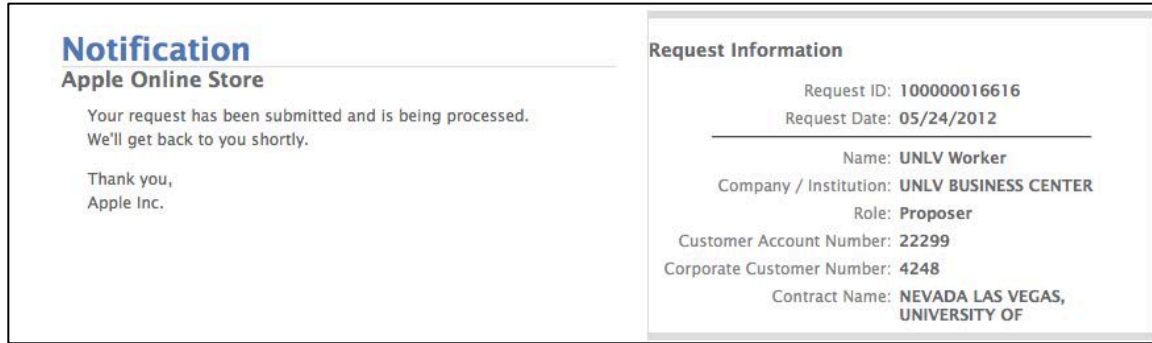 Notification
Apple Online Store
Your request has been submitted and is being processed.
We'll get back to you shortly.
Thank you,
Apple Inc.
Request Information
Request ID: 100000016616
Request Date: 05/24/2012
Name: UNLV Worker
Company / Institution: UNLV BUSINESS CENTER
Role: Proposer
Customer Account Number: 22299
Corporate Customer Number: 4248
Contract Name: NEVADA LAS VEGAS,
UNIVERSITY OF